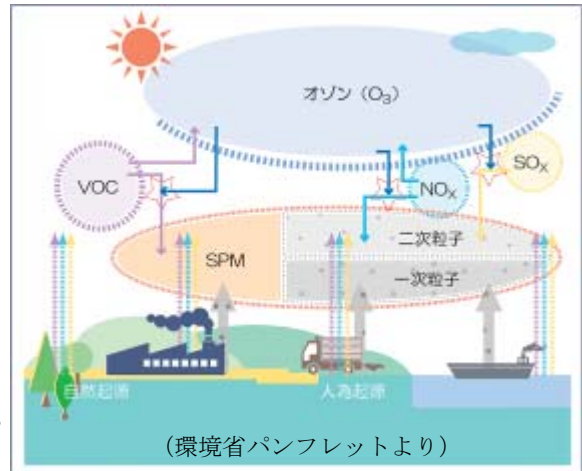 オゾン (O₃)
VOC
NOx
SOx
二次粒子
SPM
一次粒子
自然起源
人為起源
(環境省パンフレットより)